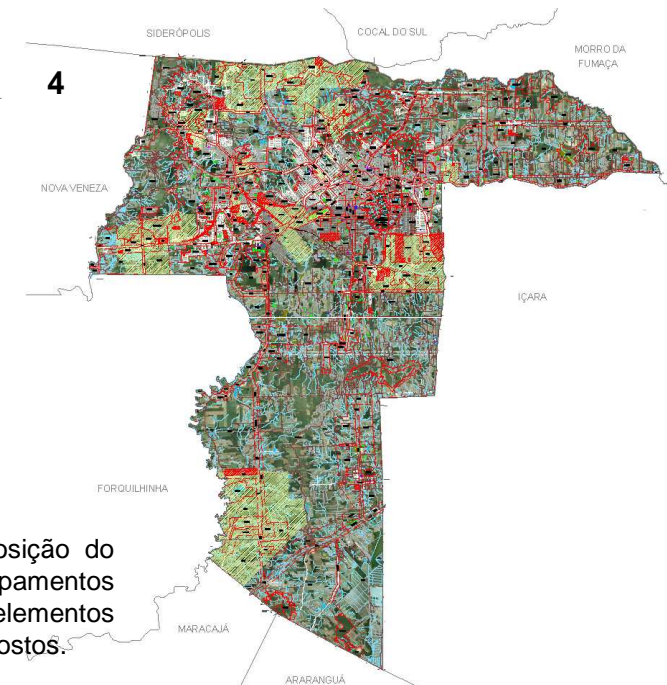 SIDERÓPOLIS
COCAL DO SUL
MORRO DA
FUMAÇA
4
NOVA VENEZA
IÇARA
FORQUILHINHA
osição do
pamentos
elementos
ostos.
MARACAJÁ
ARARANGUÁ